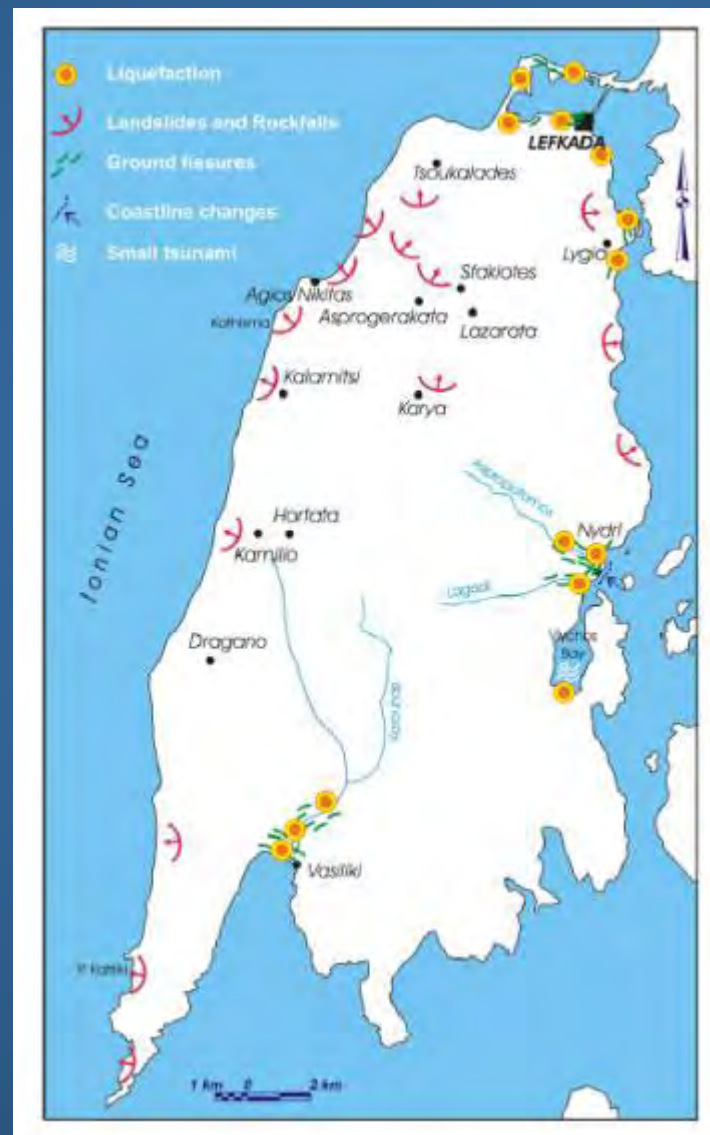 Liquefaction
Landslides and Rockfalls
Ground fissures
Coastline changes
Small tsunami
LEFKADA
Tsoukalades
Lygia
Sfakiotes
Agios Nikitas
Asprogerakata
Lazarata
Kathisma
Kalamitsi
Karya
Ionian Sea
Nydri
Hortata
Kamilio
Dragano
Bay
Vasiliki
1 km 0 2 km